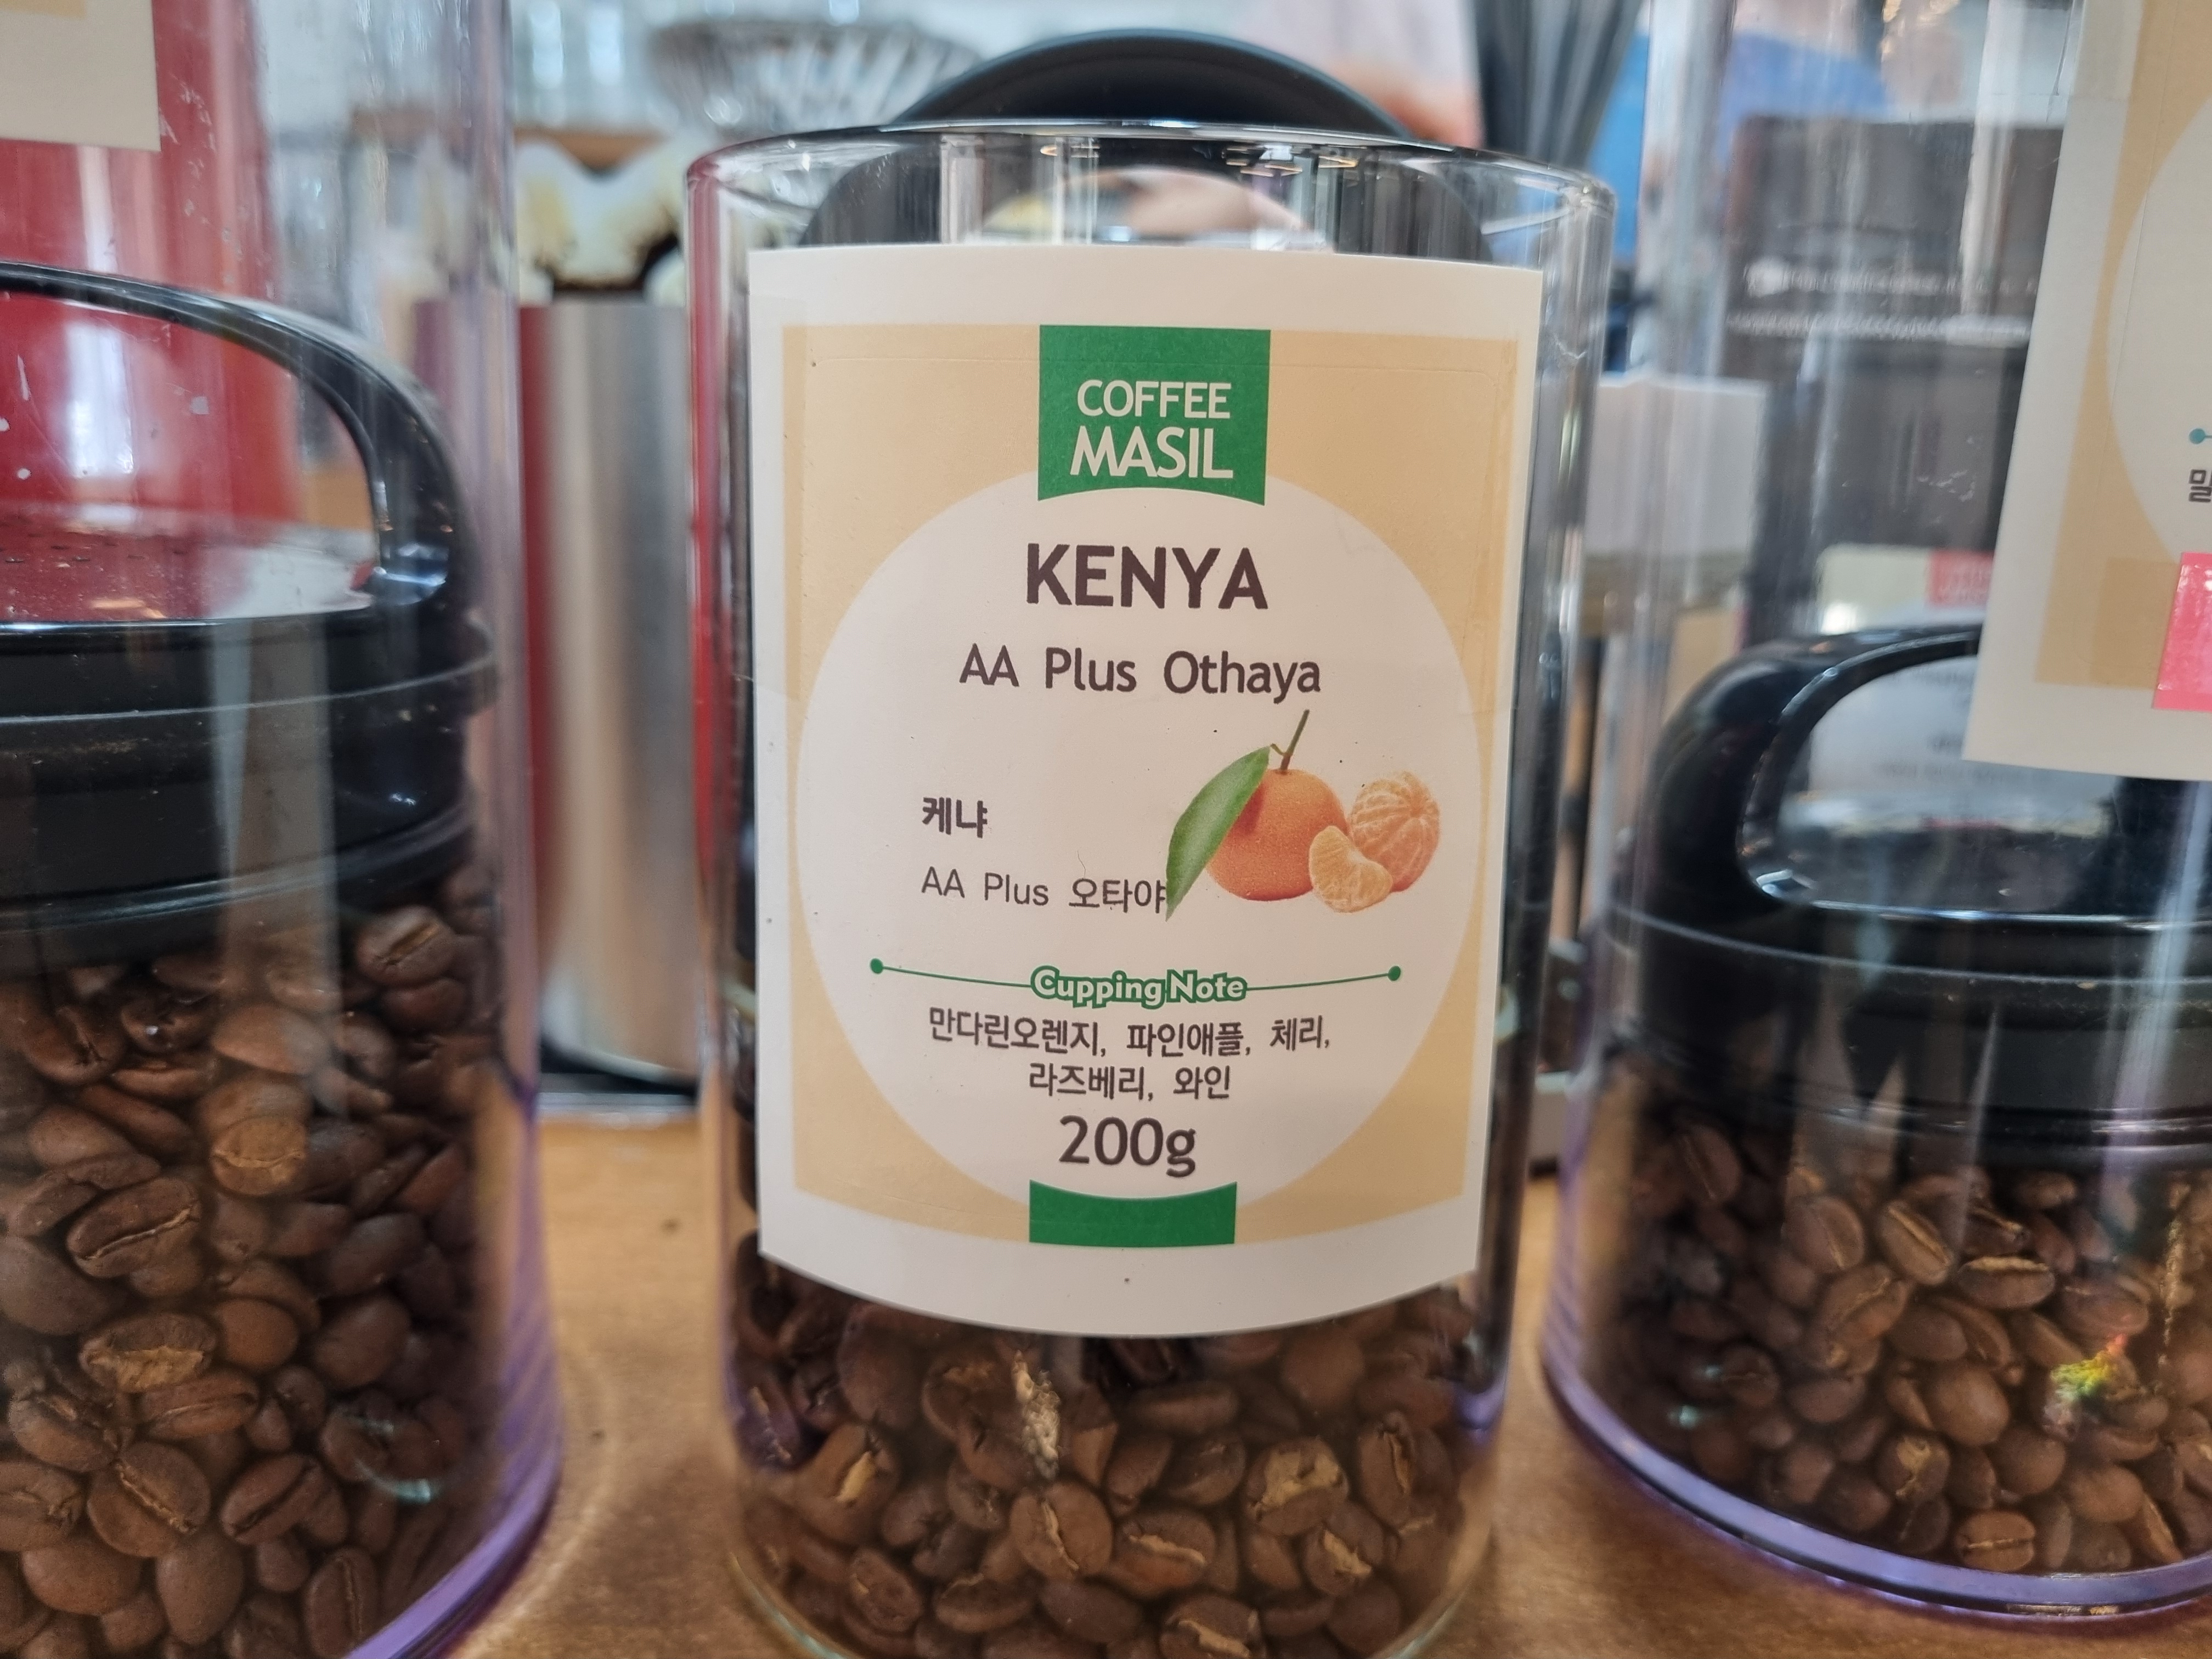 COFFEE
MASIL
KENYA
AA Plus Othaya
케냐
AA Plus 오타야
Cupping Note
만다린오렌지, 파인애플, 체리,
라즈베리, 와인
200g